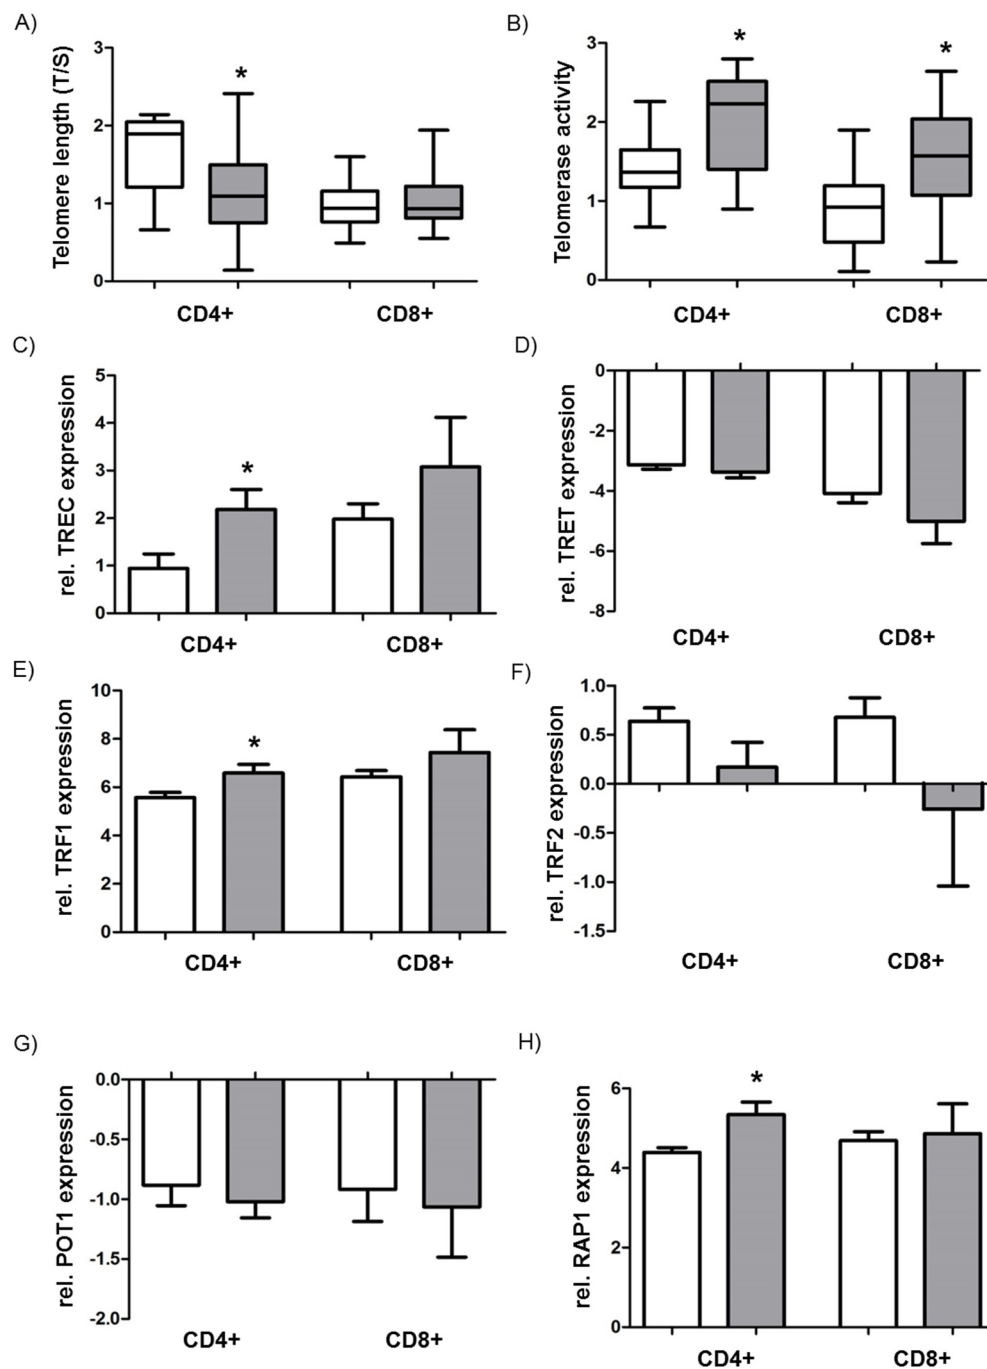 A)
Telomere length (T/S)
3
2
1
0
*
CD4+ CD8+
B)
Telomerase activity
3
2
1
0
* *
CD4+ CD8+
C)
rel. TREC expression
5
4
3
2
1
0
*
CD4+ CD8+
D)
rel. TRET expression
0
-2
-4
-6
-8
CD4+ CD8+
E)
rel. TRF1 expression
10
8
6
4
2
0
*
CD4+ CD8+
F)
rel. TRF2 expression
1.0
0.5
0.0
-0.5
-1.0
-1.5
CD4+ CD8+
G)
rel. POT1 expression
0.0
-0.5
-1.0
-1.5
-2.0
CD4+ CD8+
H)
rel. RAP1 expression
6
4
2
0
*
CD4+ CD8+